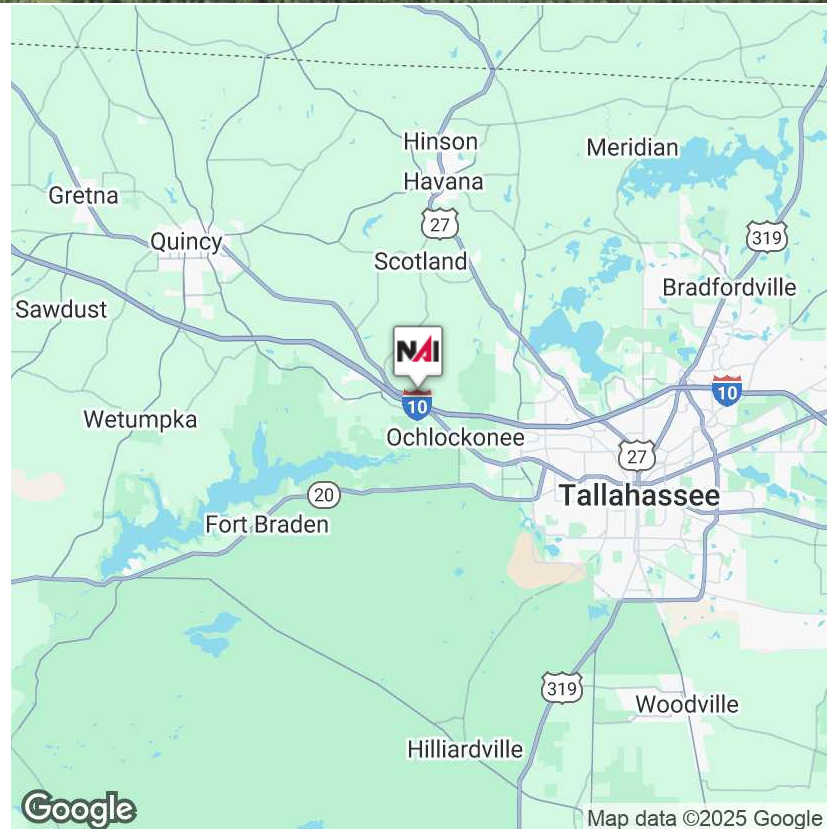 Hinson
Meridian
Havana
Gretna
27
319
Quincy
Scotland
Bradfordville
Sawdust
NAI
10
10
Wetumpka
Ochlockonee
27
20
Tallahassee
Fort Braden
319
Woodville
Hilliardville
Google
Map data ©2025 Google